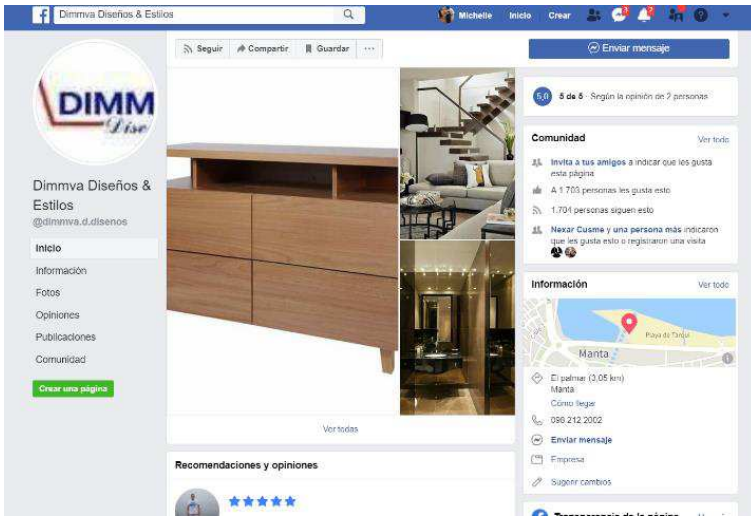 Dimmva Diseños & Estilos
Michelle
Inicio
Crear
DIMM
Dise
Dimmva Diseños &
Estilos
@dimmva.d.disenos
Inicio
Información
Fotos
Opiniones
Publicaciones
Comunidad
Crear una página
Seguir
Compartir
Guardar
Ver todas
Recomendaciones y opiniones
Enviar mensaje
5,0
5 de 5 · Según la opinión de 2 personas
Comunidad
Ver todo
Invita a tus amigos a indicar que les gusta
esta página
A 1 703 personas les gusta esto
1.704 personas siguen esto
Nexar Cusme y una persona más indicaron
que les gusta esto o registraron una visita
Información
Ver todo
Playa de Tarqui
Manta
El palmar (3,05 km)
Manta
Cómo llegar
098 212 2002
Enviar mensaje
Empresa
Sugerir cambios